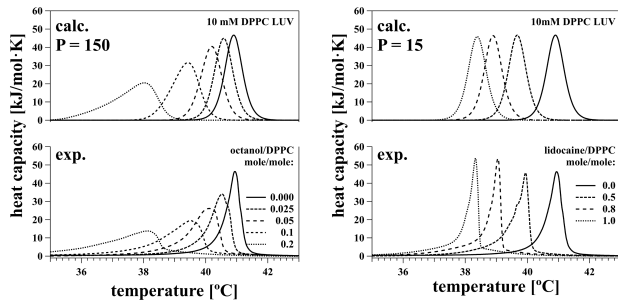 calc.
P = 150
10 mM DPPC LUV
heat capacity [kJ/mol·K]
50
40
30
20
10
0
exp.
octanol/DPPC
mole/mole:
0.000
0.025
0.05
0.1
0.2
50
40
30
20
10
0
36
38
40
42
temperature [ºC]
calc.
P = 15
10mM DPPC LUV
heat capacity [kJ/mol·K]
50
40
30
20
10
0
exp.
lidocaine/DPPC
mole/mole:
0.0
0.5
0.8
1.0
60
50
40
30
20
10
0
36
38
40
42
temperature [ºC]